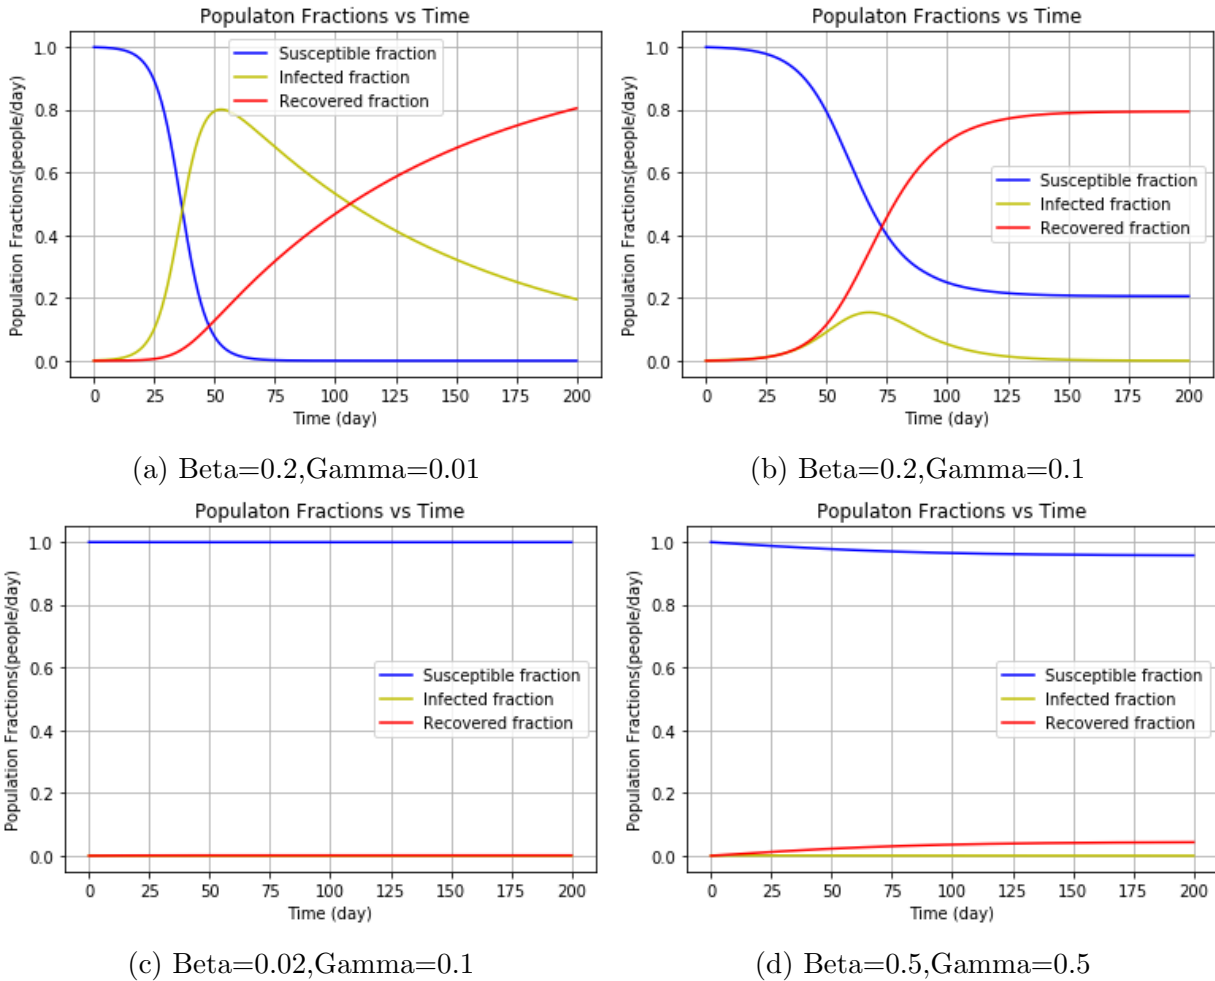 Populaton Fractions vs Time
Population Fractions(people/day)
1.0
0.8
0.6
0.4
0.2
0.0
Susceptible fraction
Infected fraction
Recovered fraction
0 25 50 75 100 125 150 175 200
Time (day)
(a) Beta=0.2,Gamma=0.01
Populaton Fractions vs Time
Population Fractions(people/day)
1.0
0.8
0.6
0.4
0.2
0.0
Susceptible fraction
Infected fraction
Recovered fraction
0 25 50 75 100 125 150 175 200
Time (day)
(b) Beta=0.2,Gamma=0.1
Populaton Fractions vs Time
Population Fractions(people/day)
1.0
0.8
0.6
0.4
0.2
0.0
Susceptible fraction
Infected fraction
Recovered fraction
0 25 50 75 100 125 150 175 200
Time (day)
(c) Beta=0.02,Gamma=0.1
Populaton Fractions vs Time
Population Fractions(people/day)
1.0
0.8
0.6
0.4
0.2
0.0
Susceptible fraction
Infected fraction
Recovered fraction
0 25 50 75 100 125 150 175 200
Time (day)
(d) Beta=0.5,Gamma=0.5